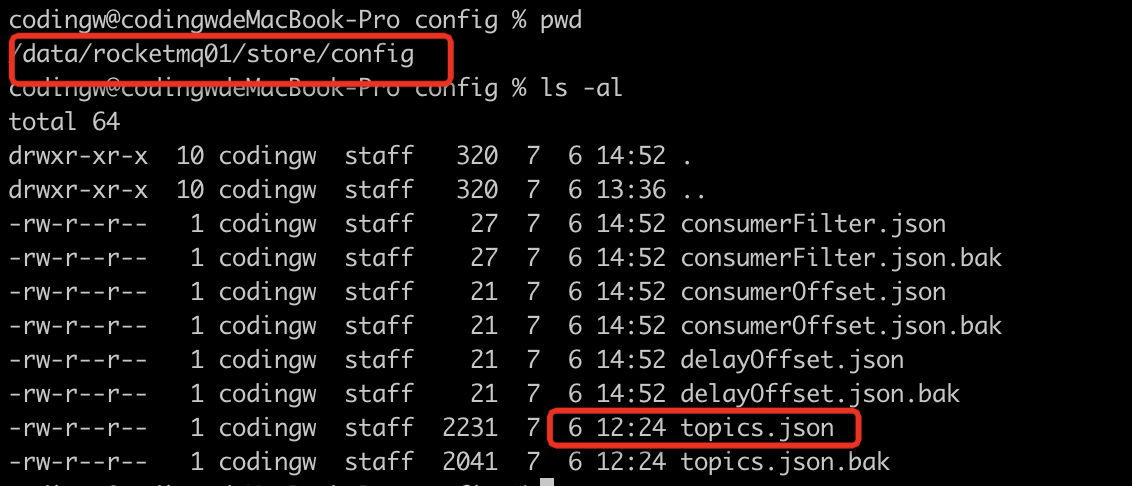 codingw@codingwdeMacBook-Pro config % pwd
/data/rocketmq01/store/config
codingw@codingwdeMacBook-Pro config % ls -al
total 64
drwxr-xr-x  10 codingw  staff   320  7  6 14:52 .
drwxr-xr-x  10 codingw  staff   320  7  6 13:36 ..
-rw-r--r--   1 codingw  staff    27  7  6 14:52 consumerFilter.json
-rw-r--r--   1 codingw  staff    27  7  6 14:52 consumerFilter.json.bak
-rw-r--r--   1 codingw  staff    21  7  6 14:52 consumerOffset.json
-rw-r--r--   1 codingw  staff    21  7  6 14:52 consumerOffset.json.bak
-rw-r--r--   1 codingw  staff    21  7  6 14:52 delayOffset.json
-rw-r--r--   1 codingw  staff    21  7  6 14:52 delayOffset.json.bak
-rw-r--r--   1 codingw  staff  2231  7  6 12:24 topics.json
-rw-r--r--   1 codingw  staff  2041  7  6 12:24 topics.json.bak